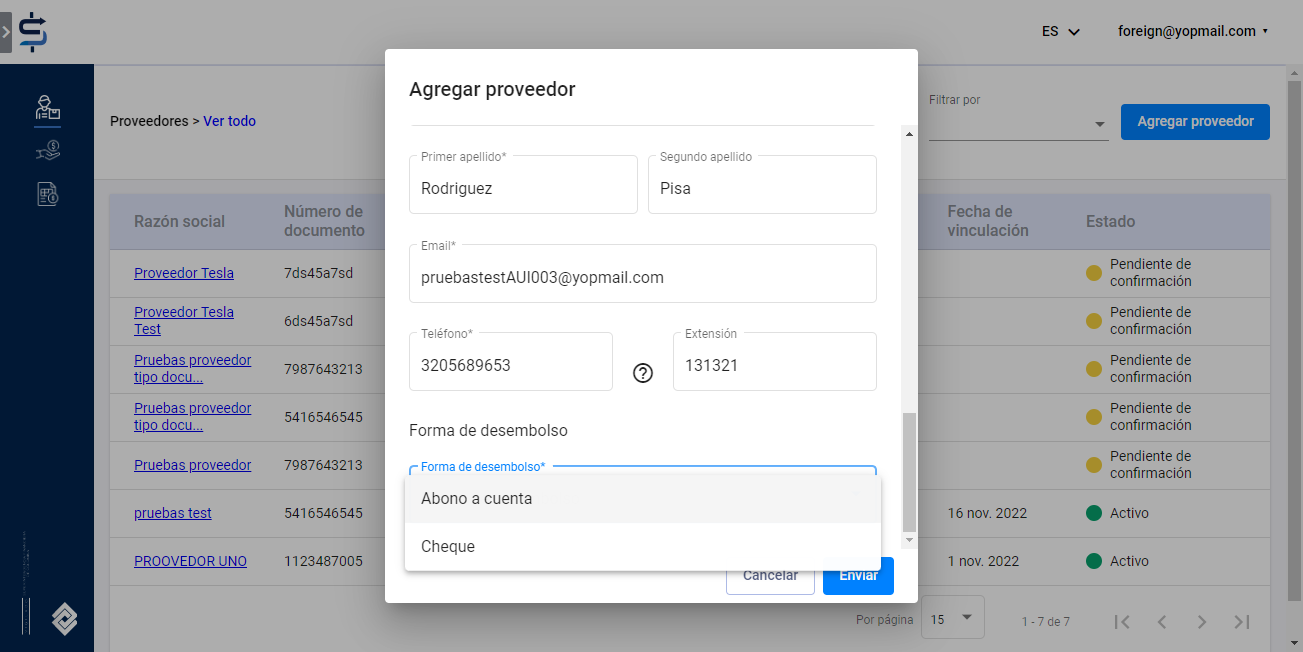 ES
foreign@yopmail.com
Agregar proveedor
Proveedores > Ver todo
Filtrar por
Agregar proveedor
Primer apellido*
Rodriguez
Segundo apellido
Pisa
Email*
pruebastestAUI003@yopmail.com
Teléfono*
3205689653
?
Extensión
131321
Forma de desembolso
Forma de desembolso*
Abono a cuenta
Cheque
Cancelar
Enviar
Razón social
Número de
documento
Fecha de
vinculación
Estado
Proveedor Tesla
7ds45a7sd
Pendiente de
confirmación
Proveedor Tesla
Test
6ds45a7sd
Pendiente de
confirmación
Pruebas proveedor
tipo docu...
7987643213
Pendiente de
confirmación
Pruebas proveedor
tipo docu...
5416546545
Pendiente de
confirmación
Pruebas proveedor
7987643213
Pendiente de
confirmación
pruebas test
5416546545
16 nov. 2022
Activo
PROOVEDOR UNO
1123487005
1 nov. 2022
Activo
Por página
15
1 - 7 de 7